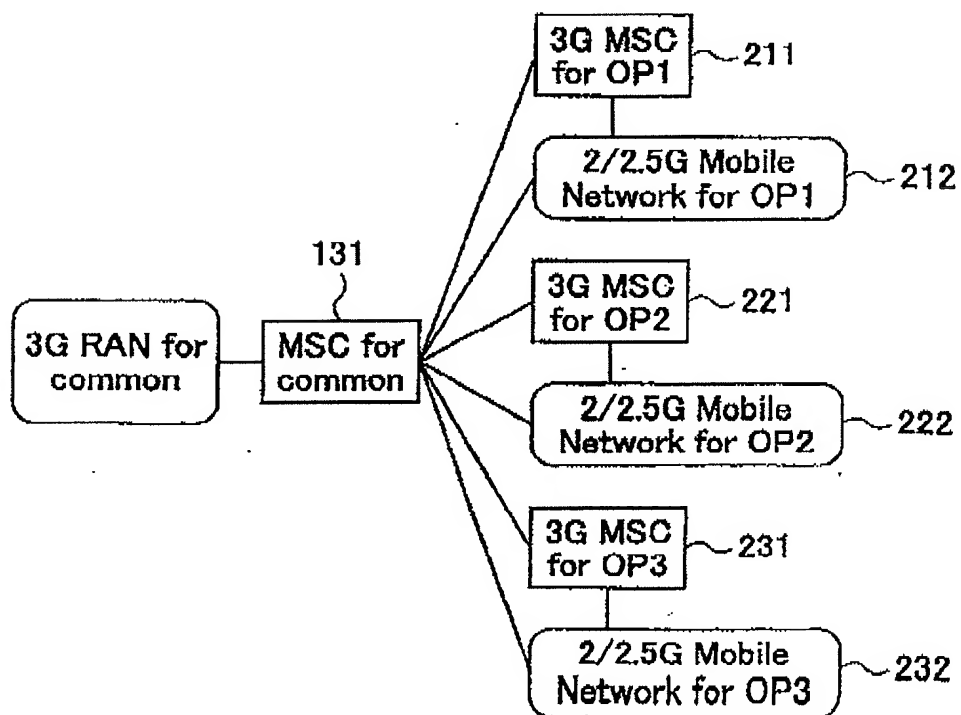 3G MSC
for OP1
211
2/2.5G Mobile
Network for OP1
212
131
3G RAN for
common
MSC for
common
3G MSC
for OP2
221
2/2.5G Mobile
Network for OP2
222
3G MSC
for OP3
231
2/2.5G Mobile
Network for OP3
232